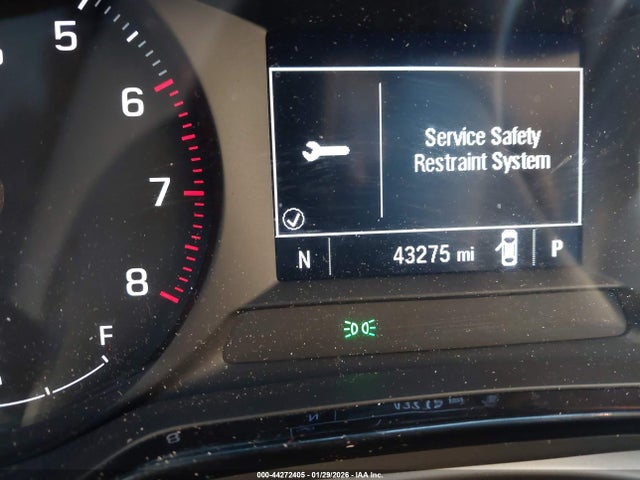 5
6
7
8
F
Service Safety
Restraint System
N
43275 mi
P
000-44272405 | 01/29/2026 | IAA Inc.